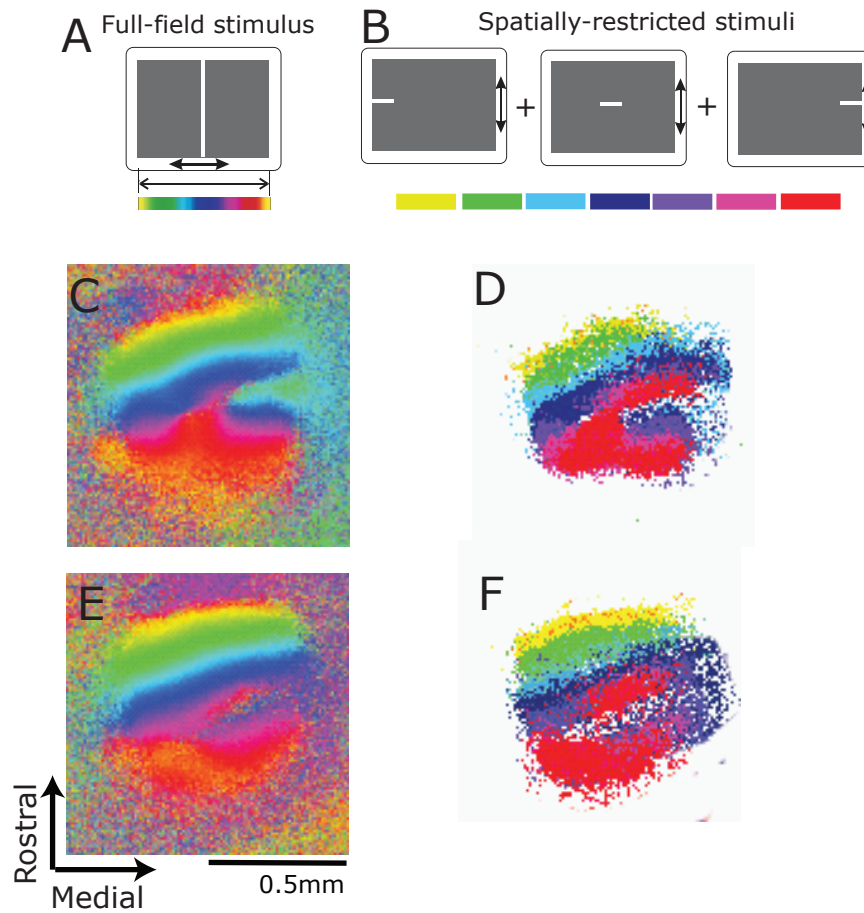 A Full-field stimulus
B Spatially-restricted stimuli
+ +
C
D
E
F
Rostral
Medial
0.5mm